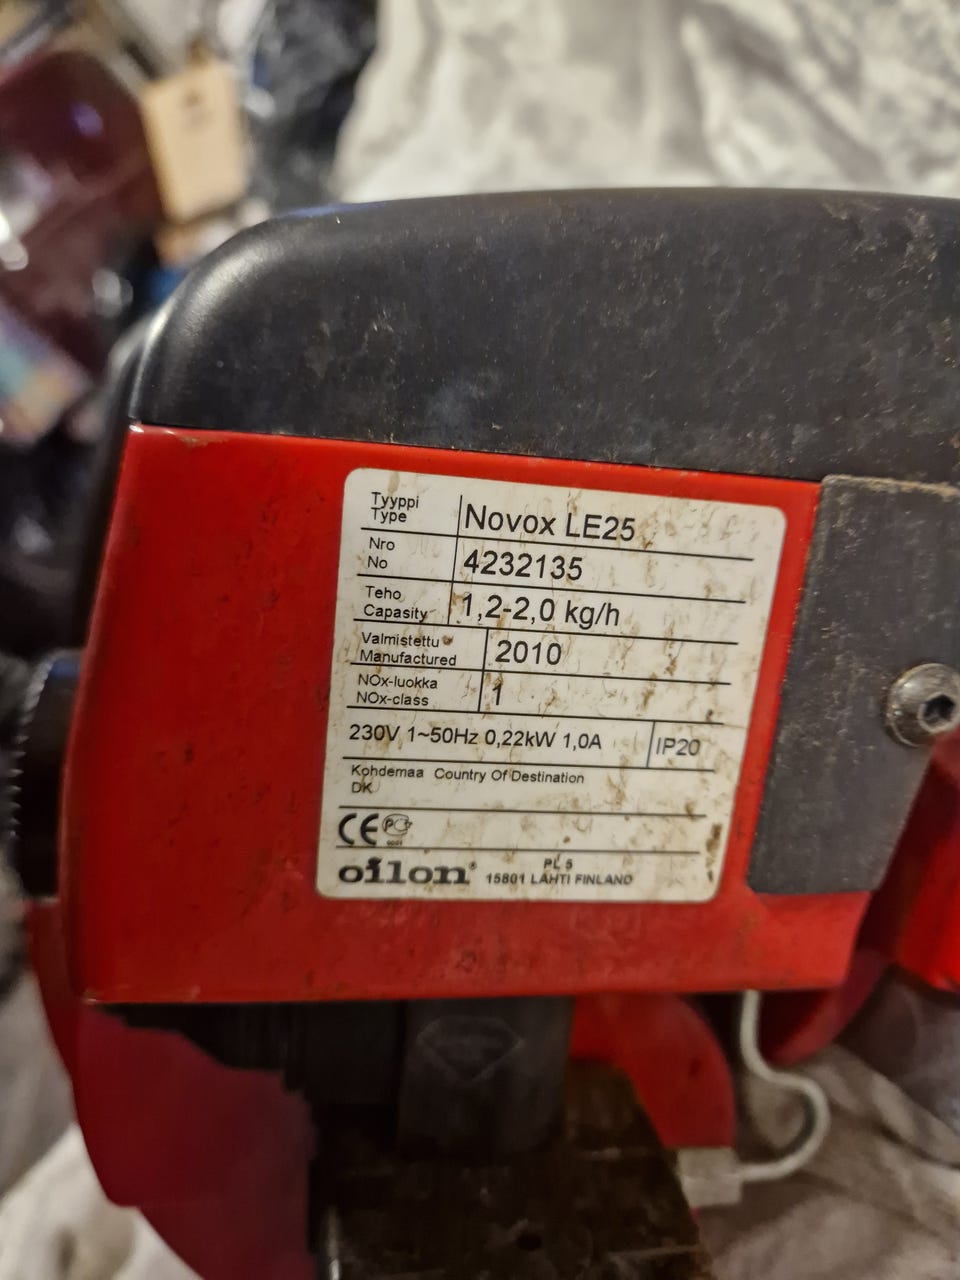 Tyyppi
Type
Novox LE25
Nro
No
4232135
Teho
Capasity
1,2-2,0 kg/h
Valmistettu
Manufactured
2010
NOx-luokka
NOx-class
1
230V 1~50Hz 0,22kW 1,0A IP20
Kohdemaa Country Of Destination
DK
CE
oilon®
PL 5
15801 LAHTI FINLAND